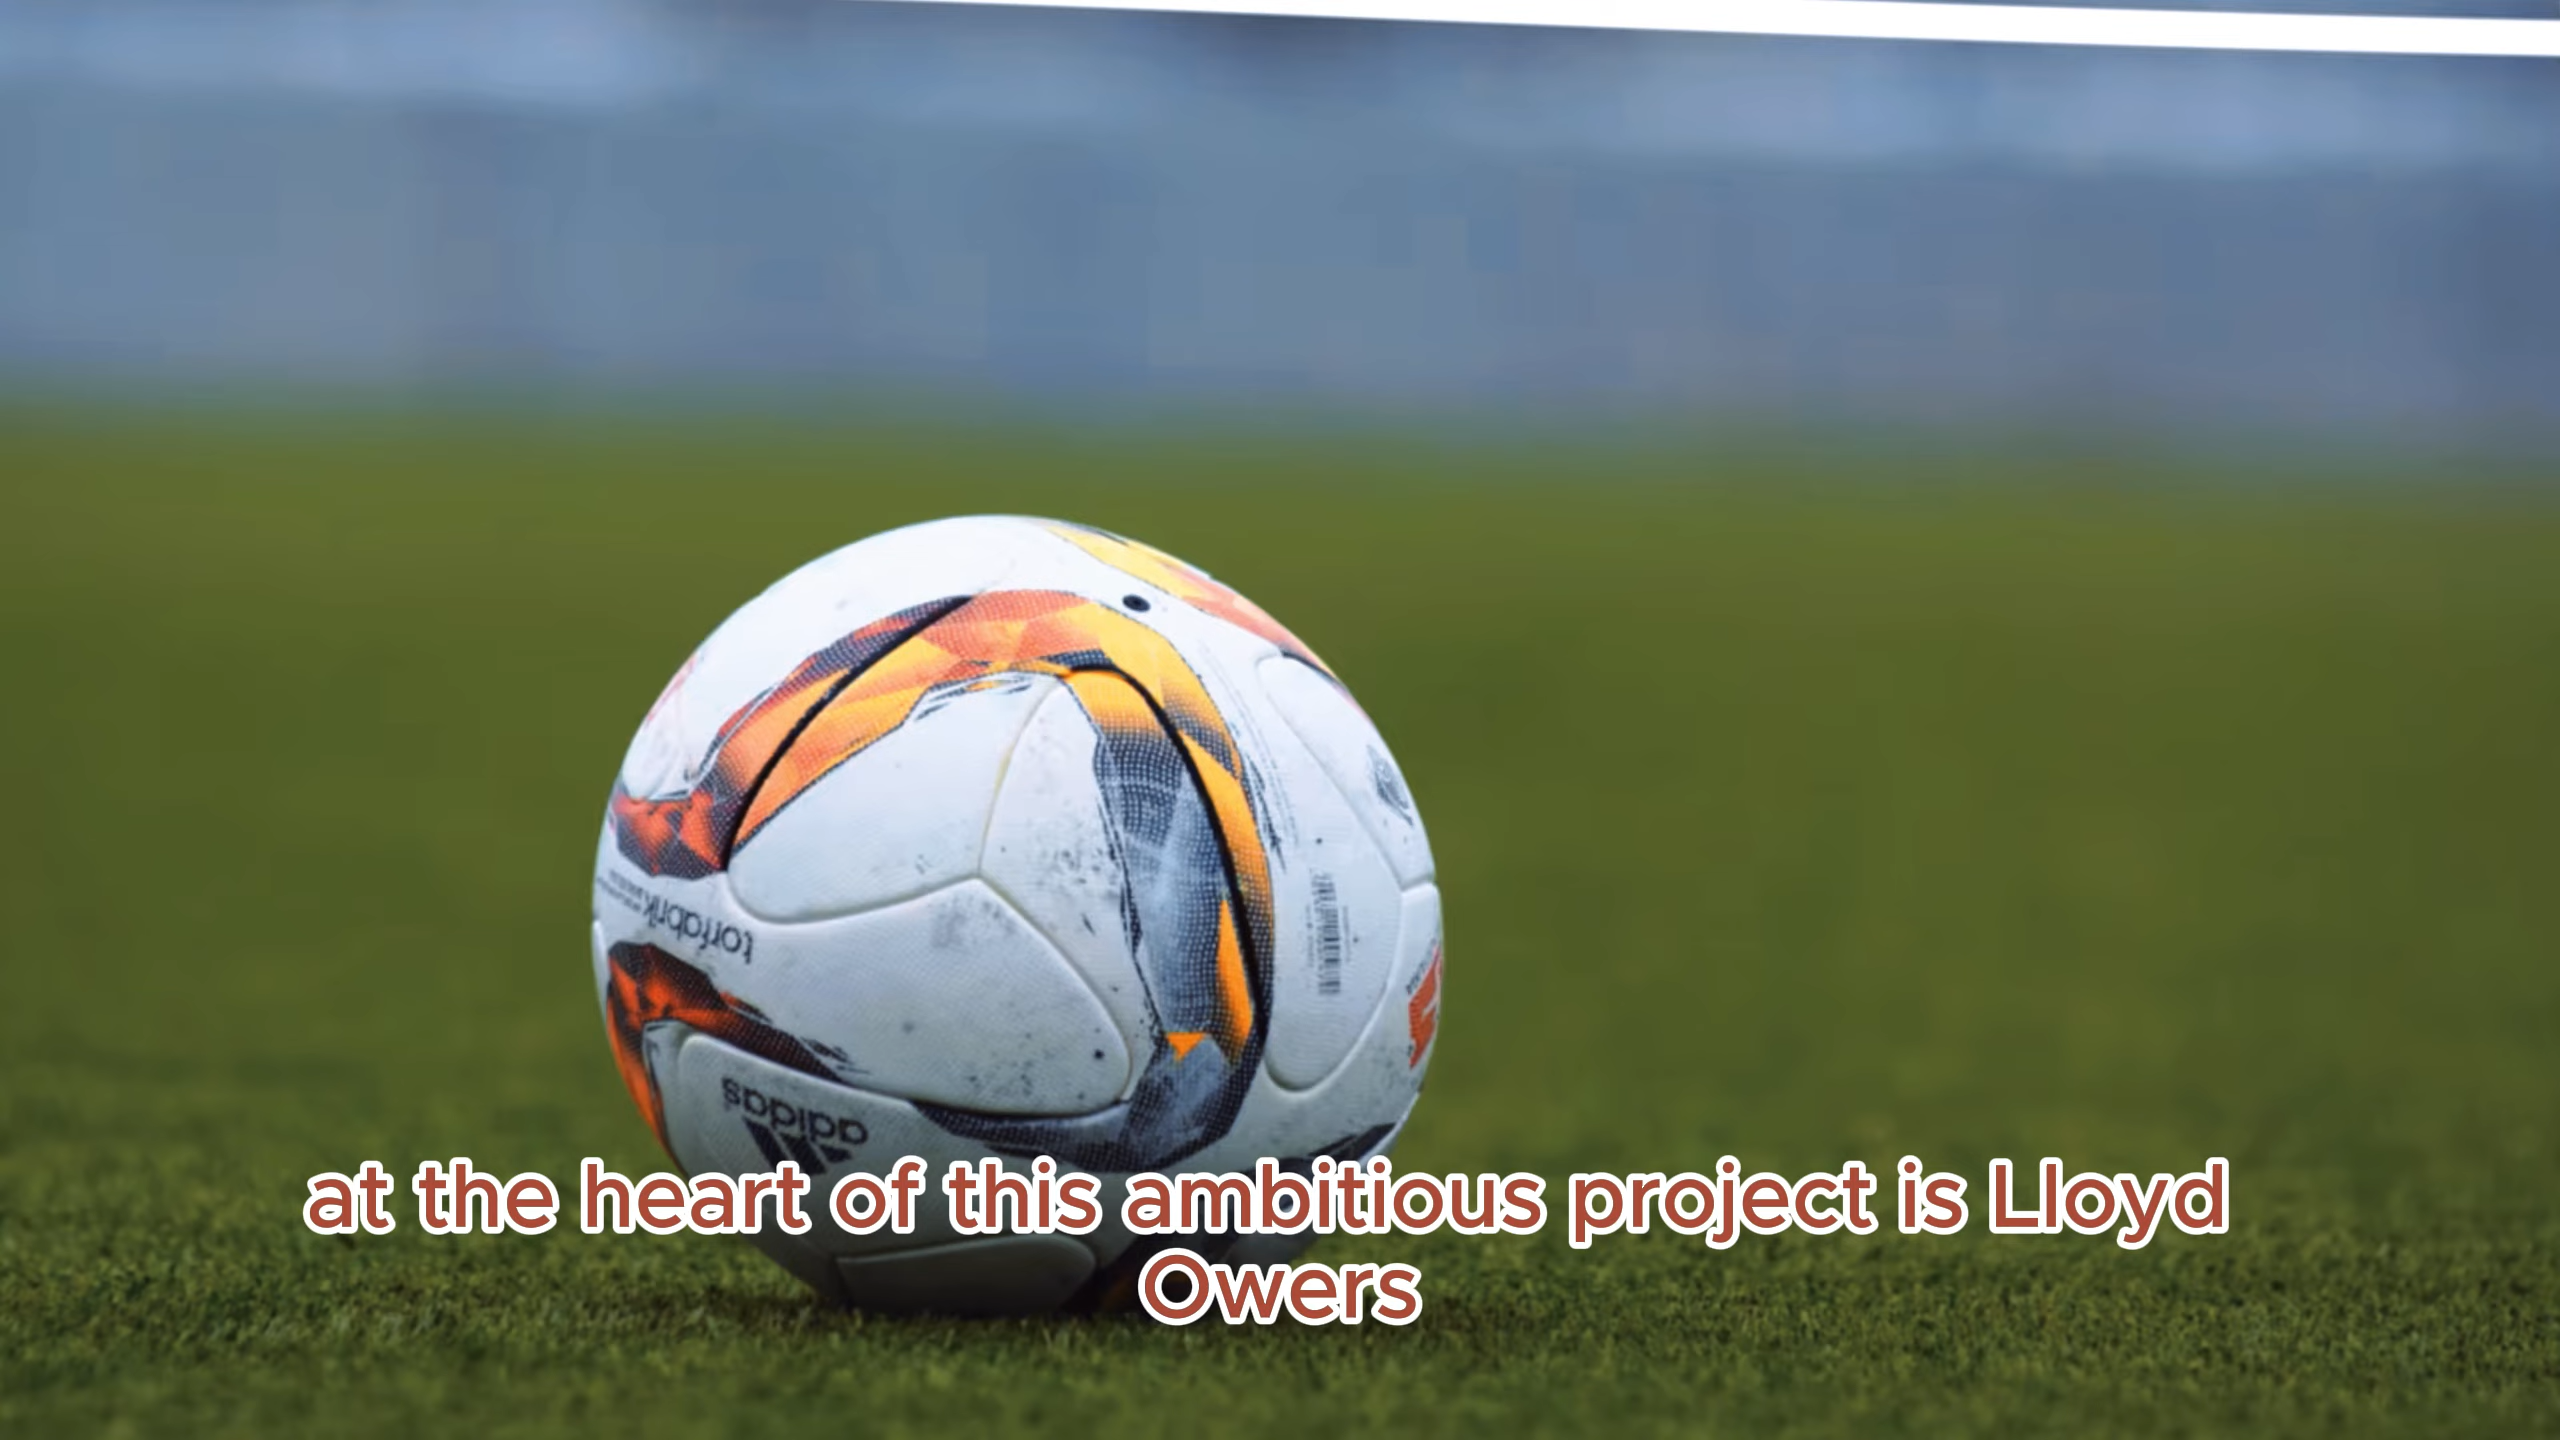 torfabrik
adidas
at the heart of this ambitious project is Lloyd
Owers